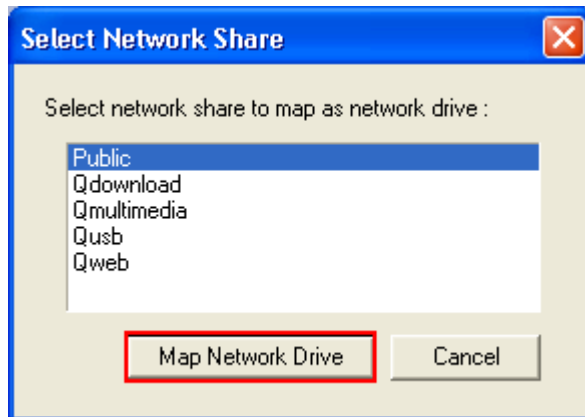 Select Network Share
Select network share to map as network drive :
Public
Qdownload
Qmultimedia
Qusb
Qweb
Map Network Drive
Cancel